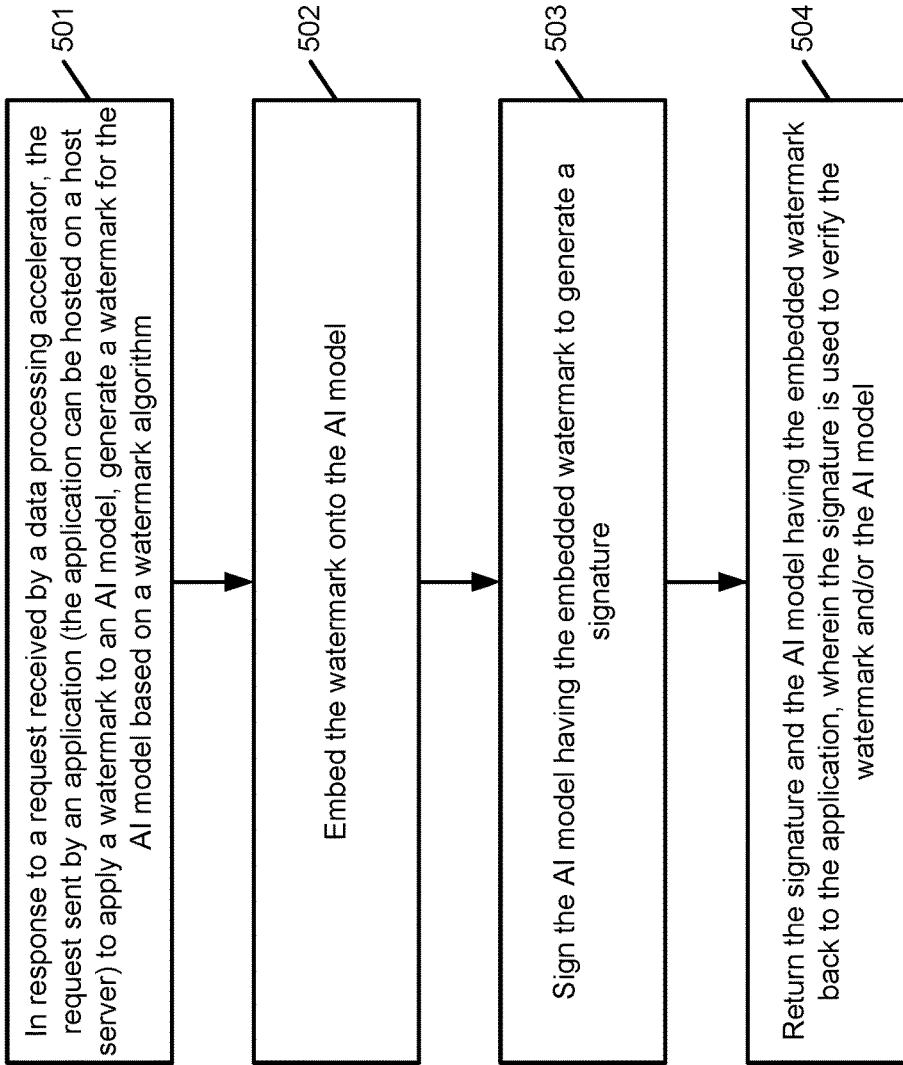 In response to a request received by a data processing accelerator, the
request sent by an application (the application can be hosted on a host
server) to apply a watermark to an AI model, generate a watermark for the
AI model based on a watermark algorithm
501
Embed the watermark onto the AI model
502
Sign the AI model having the embedded watermark to generate a
signature
503
Return the signature and the AI model having the embedded watermark
back to the application, wherein the signature is used to verify the
watermark and/or the AI model
504